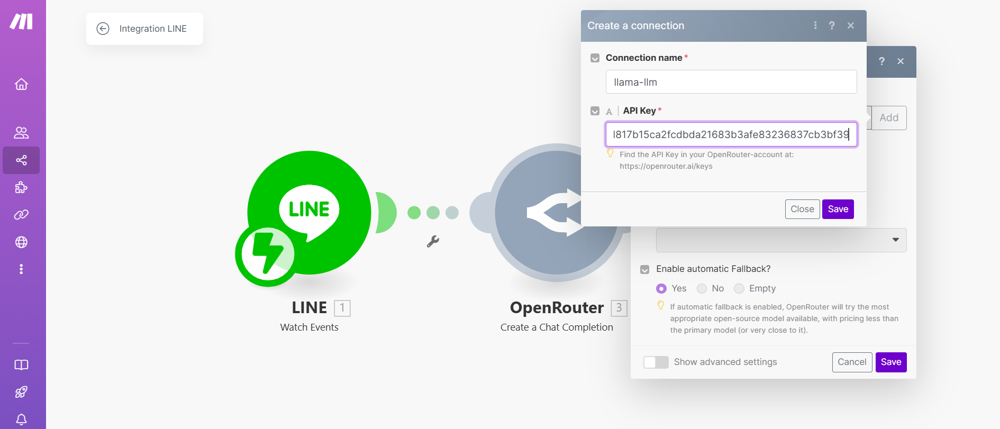 Integration LINE
Create a connection
?
Connection name *
llama-llm
A | API Key *
Find the API Key in your OpenRouter-account at:
https://openrouter.ai/keys
Close
Save
?
Add
Enable automatic Fallback?
Yes
No
Empty
If automatic fallback is enabled, OpenRouter will try the most
appropriate open-source model available, with pricing less than
the primary model (or very close to it).
Show advanced settings
Cancel
Save
LINE
LINE 1
Watch Events
OpenRouter 3
Create a Chat Completion